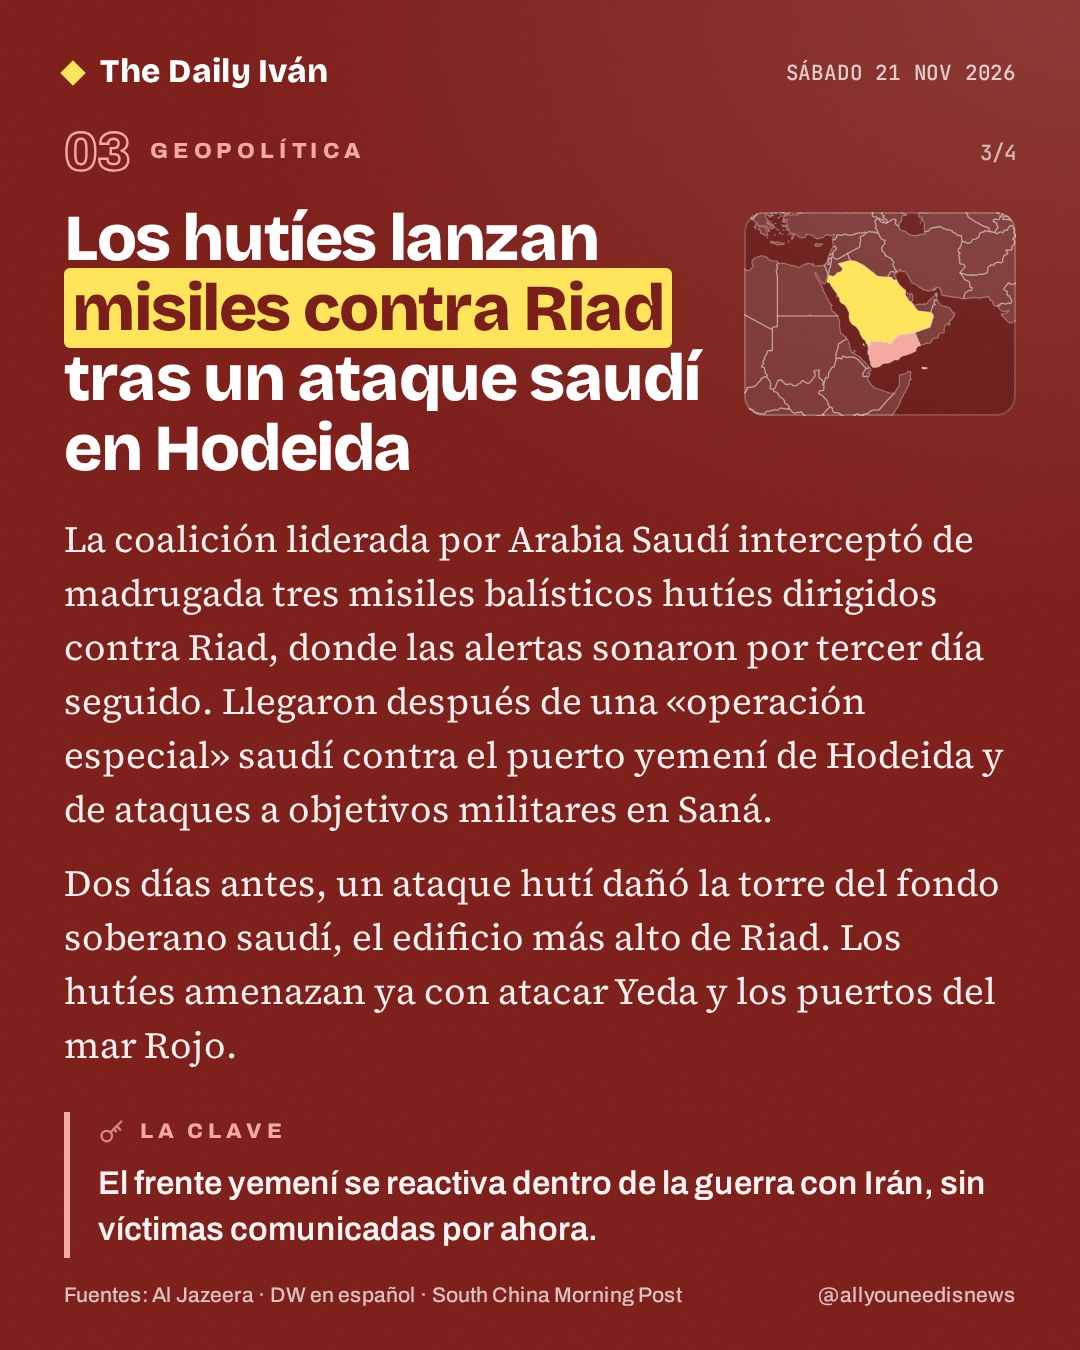 The Daily Iván
SÁBADO 21 NOV 2026
03 GEOPOLÍTICA
3/4
Los hutíes lanzan
misiles contra Riad
tras un ataque saudí
en Hodeida
La coalición liderada por Arabia Saudí interceptó de
madrugada tres misiles balísticos hutíes dirigidos
contra Riad, donde las alertas sonaron por tercer día
seguido. Llegaron después de una «operación
especial» saudí contra el puerto yemení de Hodeida y
de ataques a objetivos militares en Saná.
Dos días antes, un ataque hutí dañó la torre del fondo
soberano saudí, el edificio más alto de Riad. Los
hutíes amenazan ya con atacar Yeda y los puertos del
mar Rojo.
LA CLAVE
El frente yemení se reactiva dentro de la guerra con Irán, sin
víctimas comunicadas por ahora.
Fuentes: Al Jazeera · DW en español · South China Morning Post
@allyouneedisnews